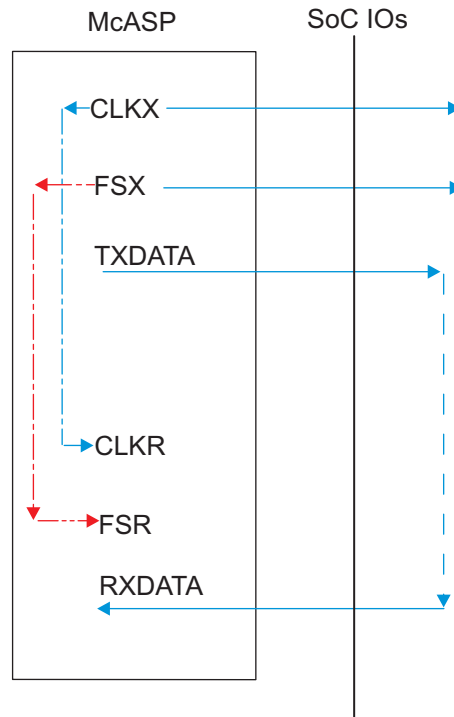 McASP
SoC IOs
CLKX
FSX
TXDATA
CLKR
FSR
RXDATA